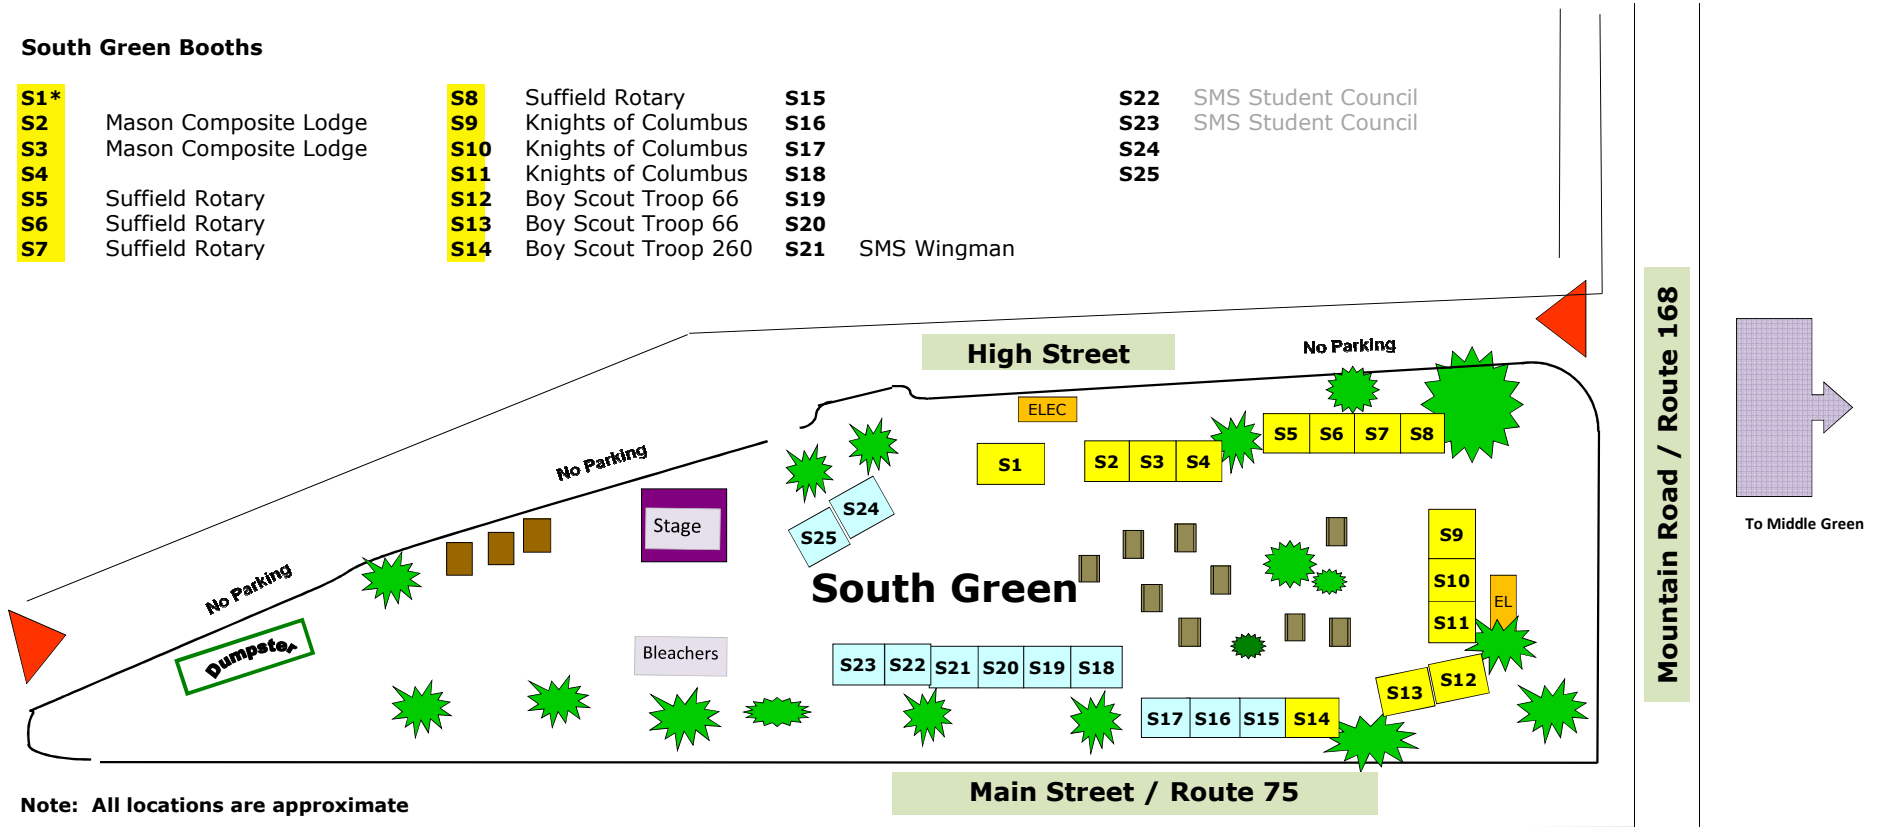 South Green Booths
S1*
S2 Mason Composite Lodge
S3 Mason Composite Lodge
S4
S5 Suffield Rotary
S6 Suffield Rotary
S7 Suffield Rotary
S8 Suffield Rotary
S9 Knights of Columbus
S10 Knights of Columbus
S11 Knights of Columbus
S12 Boy Scout Troop 66
S13 Boy Scout Troop 66
S14 Boy Scout Troop 260
S15
S16
S17
S18
S19
S20
S21 SMS Wingman
S22 SMS Student Council
S23 SMS Student Council
S24
S25
High Street
No Parking
ELEC
S5 S6 S7 S8
S1
S2 S3 S4
No Parking
Stage
S24
S25
S9
S10
S11
EL
South Green
No Parking
Dumpster
Bleachers
S23 S22 S21 S20 S19 S18
S13 S12
S17 S16 S15 S14
Mountain Road / Route 168
To Middle Green
Main Street / Route 75
Note: All locations are approximate